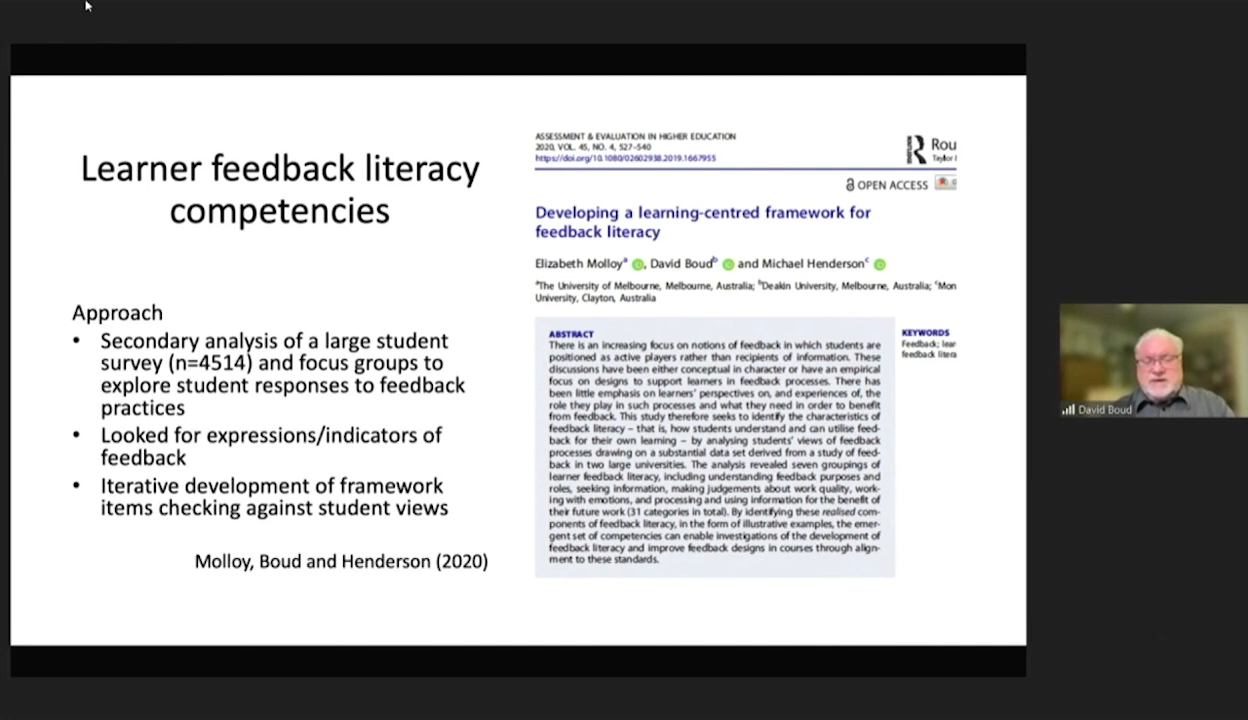 Learner feedback literacy
competencies
Approach
• Secondary analysis of a large student
survey (n=4514) and focus groups to
explore student responses to feedback
practices
• Looked for expressions/indicators of
feedback
• Iterative development of framework
items checking against student views
Molloy, Boud and Henderson (2020)
ASSESSMENT & EVALUATION IN HIGHER EDUCATION
2020, VOL. 45, NO. 4, 527–540
https://doi.org/10.1080/02602938.2019.1667955
Rou
Taylor
OPEN ACCESS
Developing a learning-centred framework for
feedback literacy
Elizabeth Molloyᵃ, David Boudᵇ and Michael Hendersonᶜ
ᵃThe University of Melbourne, Melbourne, Australia; ᵇDeakin University, Melbourne, Australia; ᶜMon
University, Clayton, Australia
ABSTRACT
There is an increasing focus on notions of feedback in which students are
positioned as active players rather than recipients of information. These
discussions have been either conceptual in character or have an empirical
focus on designs to support learners in feedback processes. There has
been little emphasis on learners' perspectives on, and experiences of, the
role they play in such processes and what they need in order to benefit
from feedback. This study therefore seeks to identify the characteristics of
feedback literacy – that is, how students understand and can utilise feed-
back for their own learning – by analysing students' views of feedback
processes drawing on a substantial data set derived from a study of feed-
back in two large universities. The analysis revealed seven groupings of
learner feedback literacy, including understanding feedback purposes and
roles, seeking information, making judgements about work quality, work-
ing with emotions, and processing and using information for the benefit of
their future work (31 categories in total). By identifying these realised com-
ponents of feedback literacy, in the form of illustrative examples, the emer-
gent set of competencies can enable investigations of the development of
feedback literacy and improve feedback designs in courses through align-
ment to these standards.
KEYWORDS
Feedback; lear
feedback litera
David Boud